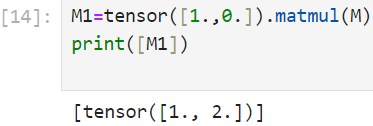 [14]: M1=tensor([1.,0.]).matmul(M)
print([M1])
[tensor([1., 2.])]